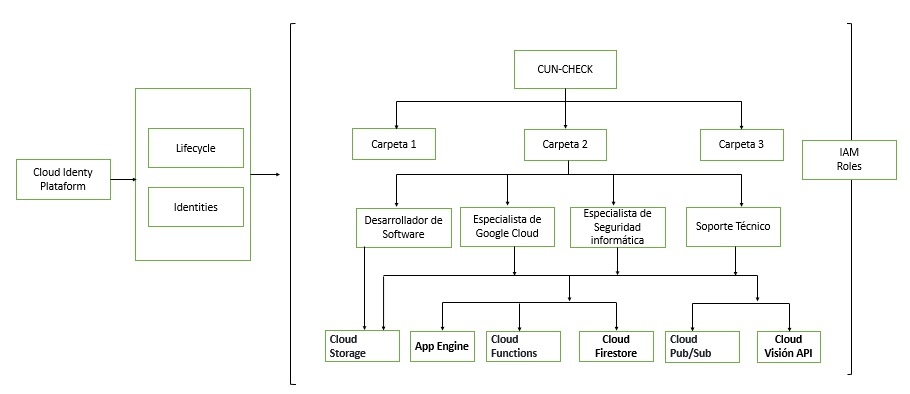 CUN-CHECK
Carpeta 1
Carpeta 2
Carpeta 3
Lifecycle
IAM
Roles
Cloud Identy
Plataform
Identities
Desarrollador de
Software
Especialista de
Google Cloud
Especialista de
Seguridad
informática
Soporte Técnico
Cloud
Storage
App Engine
Cloud
Functions
Cloud
Firestore
Cloud
Pub/Sub
Cloud
Visión API